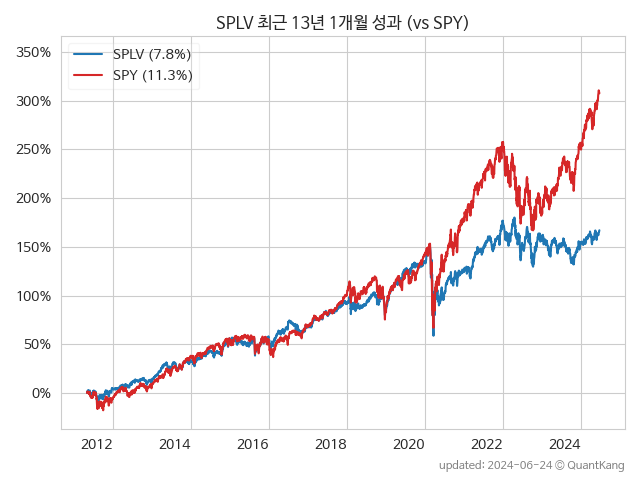 SPLV 최근 13년 1개월 성과 (vs SPY)
SPLV (7.8%)
SPY (11.3%)
350%
300%
250%
200%
150%
100%
50%
0%
2012 2014 2016 2018 2020 2022 2024
updated: 2024-06-24 © QuantKang